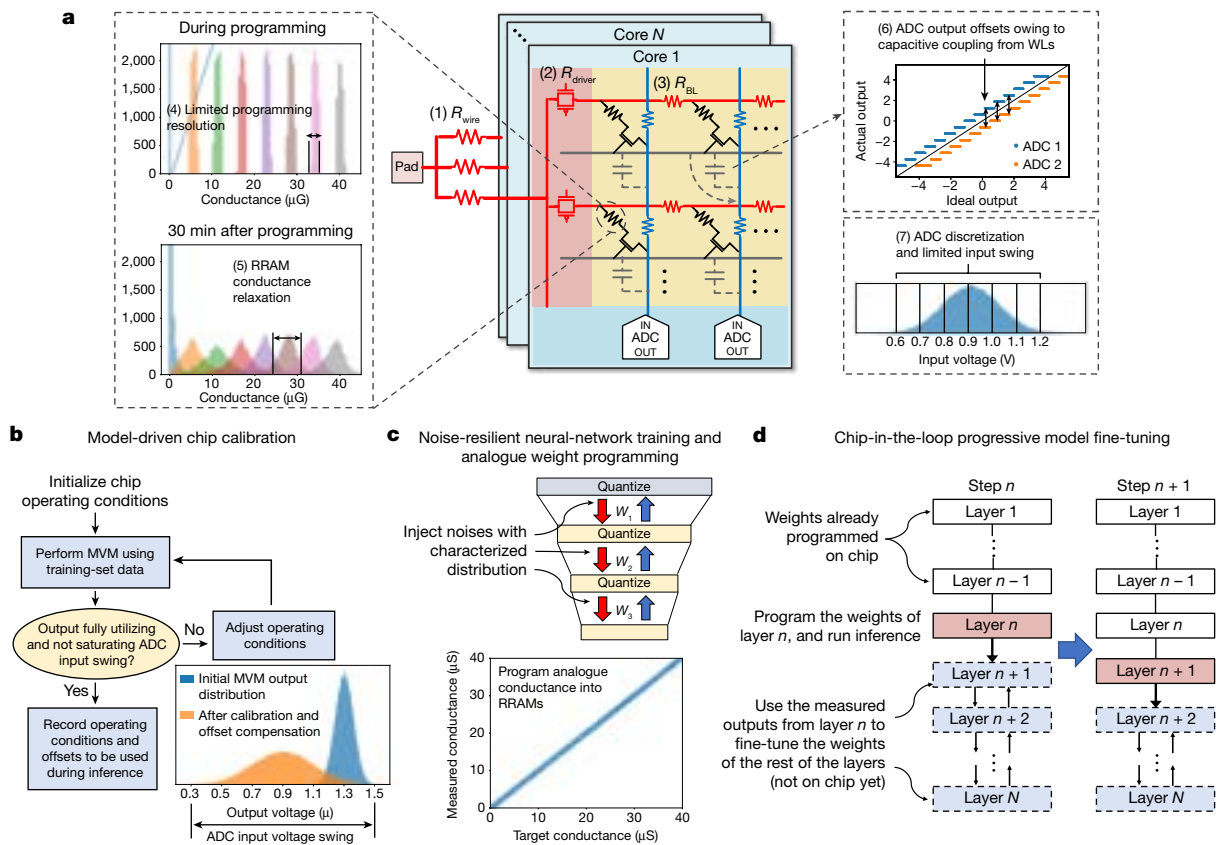 a
During programming
2,000
1,500
1,000
500
0
(4) Limited programming
resolution
0 10 20 30 40
Conductance (μG)
30 min after programming
2,000
1,500
1,000
500
0
(5) RRAM
conductance
relaxation
0 10 20 30 40
Conductance (μG)
Core N
Core 1
(1) Rwire
(2) Rdriver
(3) RBL
Pad
IN
ADC
OUT
IN
ADC
OUT
(6) ADC output offsets owing to
capacitive coupling from WLs
Actual output
4
2
0
−2
−4
ADC 1
ADC 2
−4 −2 0 2 4
Ideal output
(7) ADC discretization
and limited input swing
0.6 0.7 0.8 0.9 1.0 1.1 1.2
Input voltage (V)
b
Model-driven chip calibration
Initialize chip
operating conditions
Perform MVM using
training-set data
Output fully utilizing
and not saturating ADC
input swing?
No
Adjust operating
conditions
Yes
Record operating
conditions and
offsets to be used
during inference
Initial MVM output
distribution
After calibration and
offset compensation
0.3 0.5 0.7 0.9 1.1 1.3 1.5
Output voltage (μ)
ADC input voltage swing
c
Noise-resilient neural-network training and
analogue weight programming
Inject noises with
characterized
distribution
Quantize
W1
Quantize
W2
Quantize
W3
Measured conductance (μS)
40
30
20
10
0
Program analogue
conductance into
RRAMs
0 20 40
Target conductance (μS)
d
Chip-in-the-loop progressive model fine-tuning
Step n
Step n + 1
Weights already
programmed
on chip
Program the weights of
layer n, and run inference
Use the measured
outputs from layer n to
fine-tune the weights
of the rest of the layers
(not on chip yet)
Layer 1
Layer n − 1
Layer n
Layer n + 1
Layer n + 2
Layer N
Layer 1
Layer n − 1
Layer n
Layer n + 1
Layer n + 2
Layer N